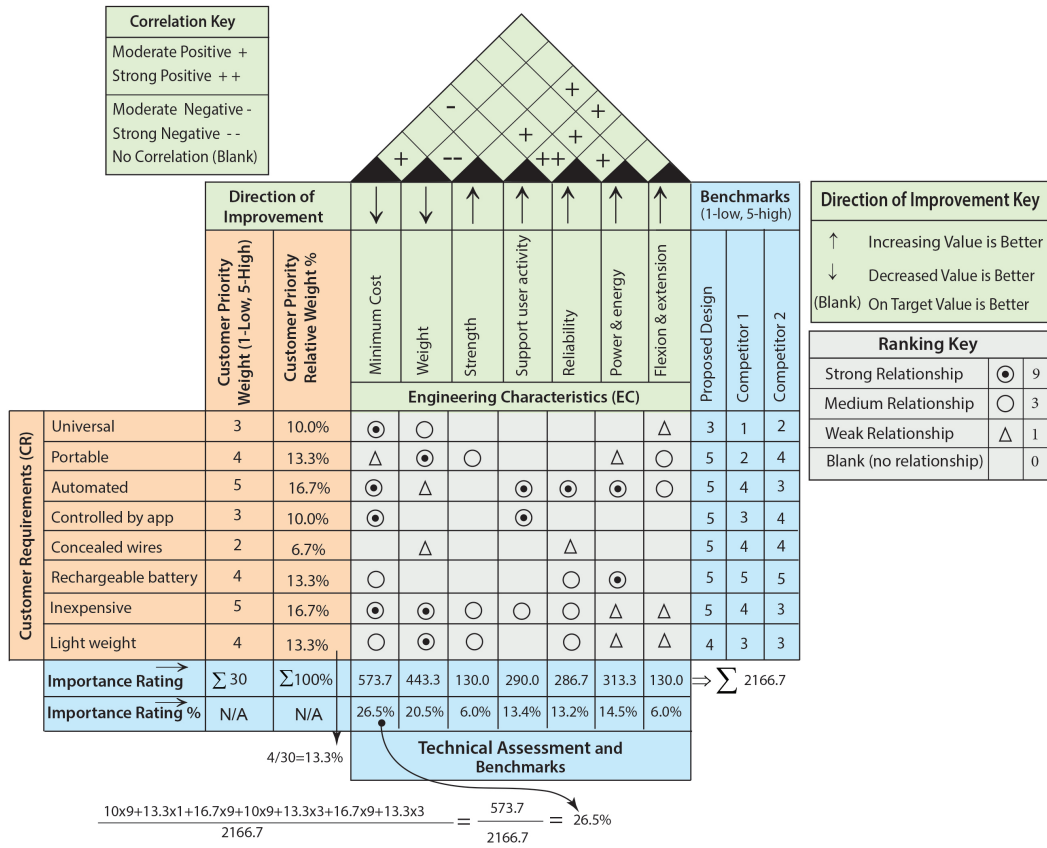 Correlation Key
Moderate Positive +
Strong Positive + +
Moderate Negative -
Strong Negative - -
No Correlation (Blank)
+
+
-
+
+
+
--
++
+
Direction of
Improvement
↓ ↓ ↑ ↑ ↑ ↑ ↑
Benchmarks
(1-low, 5-high)
Direction of Improvement Key
↑ Increasing Value is Better
↓ Decreased Value is Better
(Blank) On Target Value is Better
Customer Priority
Weight (1-Low, 5-High)
Customer Priority
Relative Weight %
Minimum Cost
Weight
Strength
Support user activity
Reliability
Power & energy
Flexion & extension
Proposed Design
Competitor 1
Competitor 2
Engineering Characteristics (EC)
Ranking Key
Strong Relationship 9
Medium Relationship ○ 3
Weak Relationship Δ 1
Blank (no relationship) 0
Customer Requirements (CR)
Universal 3 10.0% ◉ ○ Δ 3 1 2
Portable 4 13.3% Δ ◉ ○ Δ ○ 5 2 4
Automated 5 16.7% ◉ Δ ◉ ◉ ◉ ○ 5 4 3
Controlled by app 3 10.0% ◉ ◉ 5 3 4
Concealed wires 2 6.7% Δ Δ 5 4 4
Rechargeable battery 4 13.3% ○ ○ ◉ 5 5 5
Inexpensive 5 16.7% ◉ ◉ ○ ○ ○ Δ Δ 5 4 3
Light weight 4 13.3% ○ ◉ ○ ○ Δ Δ 4 3 3
Importance Rating → ∑ 30 ∑100% 573.7 443.3 130.0 290.0 286.7 313.3 130.0 ⇒ ∑ 2166.7
Importance Rating % → N/A N/A 26.5% 20.5% 6.0% 13.4% 13.2% 14.5% 6.0%
4/30=13.3%
Technical Assessment and
Benchmarks
10x9+13.3x1+16.7x9+10x9+13.3x3+16.7x9+13.3x3
2166.7
=
573.7
2166.7
= 26.5%